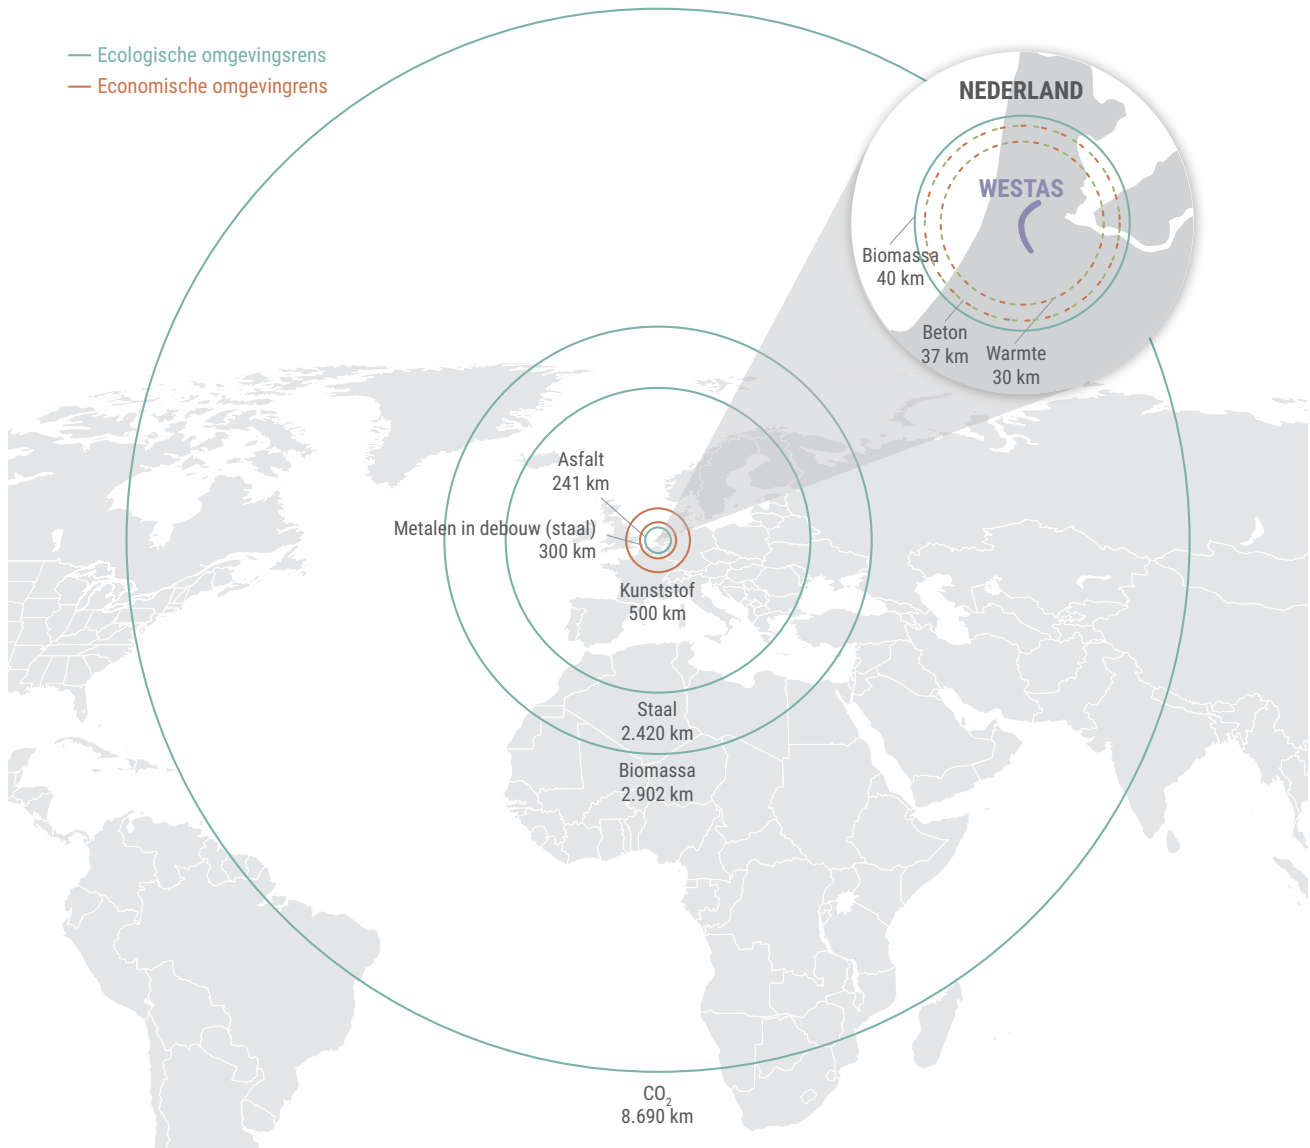 Ecologische omgevingsrens
Economische omgevingrens
NEDERLAND
WESTAS
Biomassa
40 km
Beton
37 km
Warmte
30 km
Asfalt
241 km
Metalen in debouw (staal)
300 km
Kunststof
500 km
Staal
2.420 km
Biomassa
2.902 km
CO₂
8.690 km